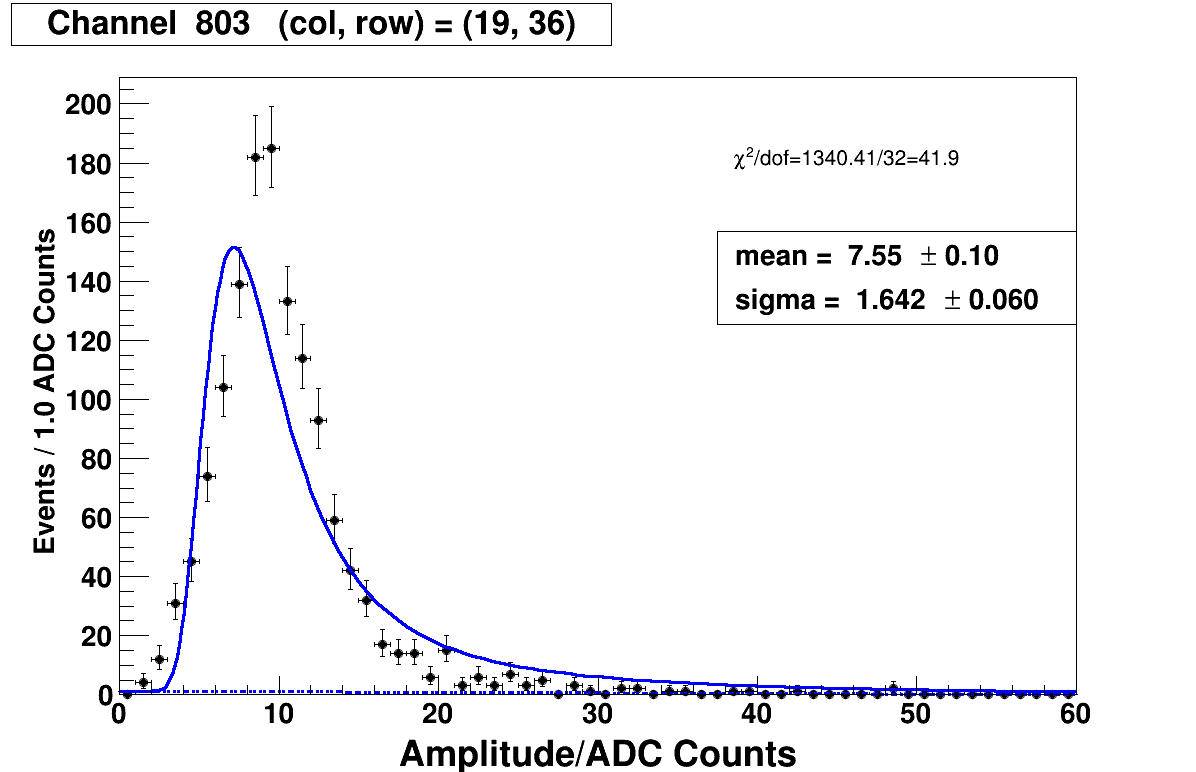 Channel 803 (col, row) = (19, 36)
χ²/dof=1340.41/32=41.9
mean = 7.55 ± 0.10
sigma = 1.642 ± 0.060
Events / 1.0 ADC Counts
200
180
160
140
120
100
80
60
40
20
0
0 10 20 30 40 50 60
Amplitude/ADC Counts